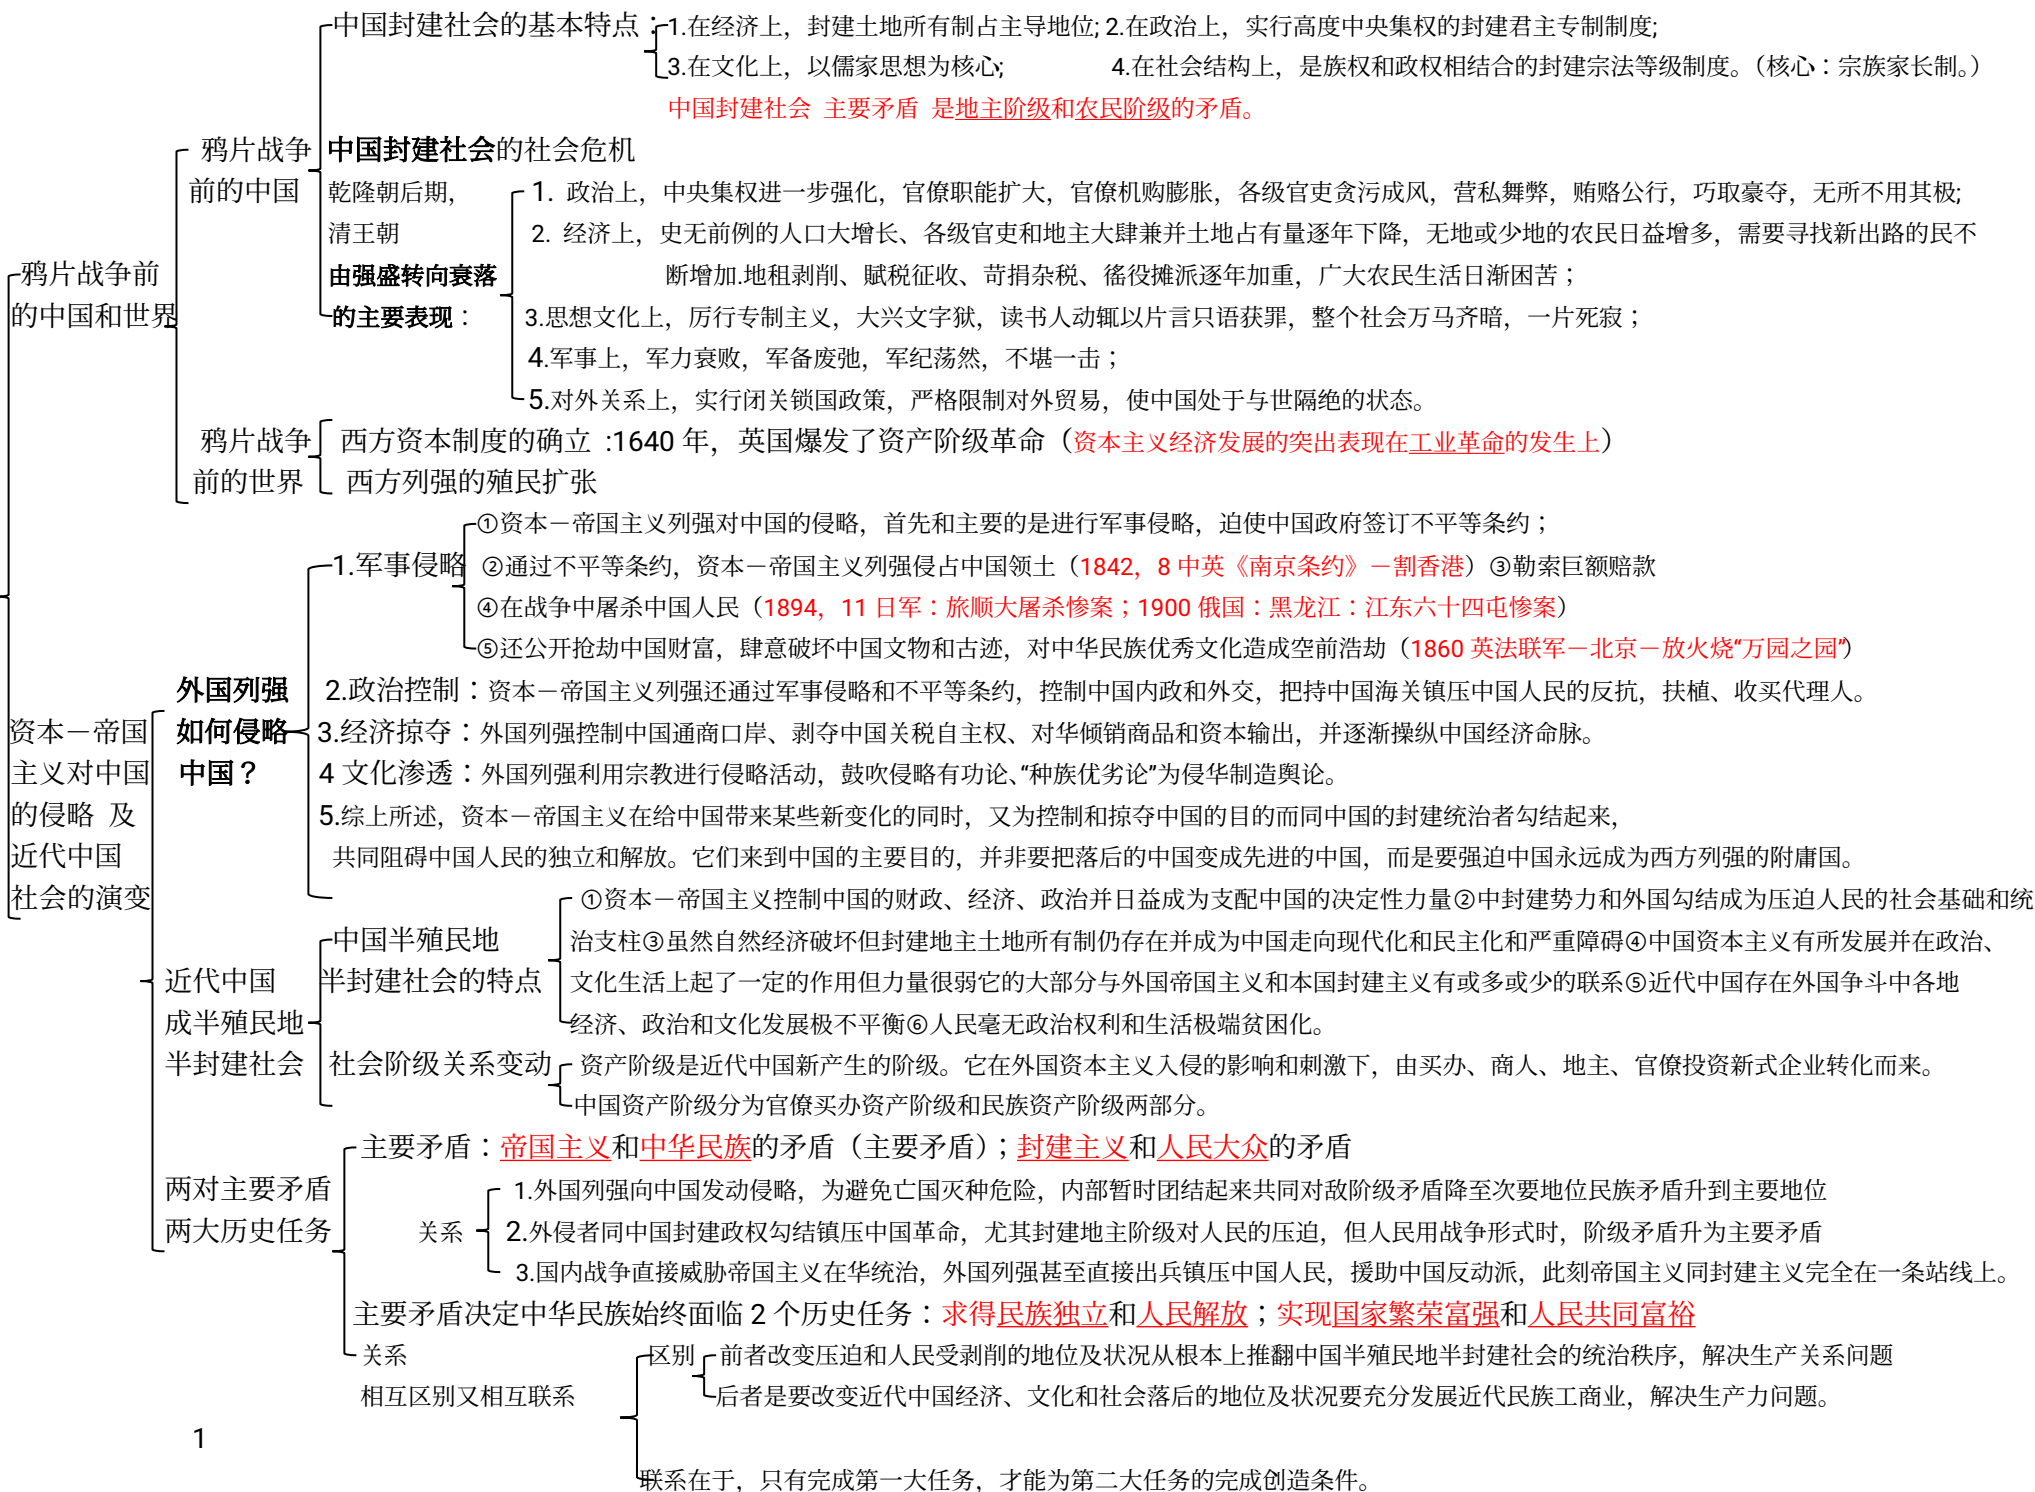 中国封建社会的基本特点：1.在经济上，封建土地所有制占主导地位; 2.在政治上，实行高度中央集权的封建君主专制制度;
3.在文化上，以儒家思想为核心; 4.在社会结构上，是族权和政权相结合的封建宗法等级制度。（核心：宗族家长制。）
中国封建社会 主要矛盾 是地主阶级和农民阶级的矛盾。
鸦片战争 中国封建社会的社会危机
前的中国 乾隆朝后期， 1. 政治上，中央集权进一步强化，官僚职能扩大，官僚机购膨胀，各级官吏贪污成风，营私舞弊，贿赂公行，巧取豪夺，无所不用其极;
清王朝 2. 经济上，史无前例的人口大增长、各级官吏和地主大肆兼并土地占有量逐年下降，无地或少地的农民日益增多，需要寻找新出路的民不
鸦片战争前 由强盛转向衰落 断增加.地租剥削、赋税征收、苛捐杂税、徭役摊派逐年加重，广大农民生活日渐困苦；
的中国和世界 的主要表现： 3.思想文化上，厉行专制主义，大兴文字狱，读书人动辄以片言只语获罪，整个社会万马齐喑，一片死寂；
4.军事上，军力衰败，军备废弛，军纪荡然，不堪一击；
5.对外关系上，实行闭关锁国政策，严格限制对外贸易，使中国处于与世隔绝的状态。
鸦片战争 西方资本制度的确立 :1640 年，英国爆发了资产阶级革命（资本主义经济发展的突出表现在工业革命的发生上）
前的世界 西方列强的殖民扩张
①资本－帝国主义列强对中国的侵略，首先和主要的是进行军事侵略，迫使中国政府签订不平等条约；
1.军事侵略 ②通过不平等条约，资本－帝国主义列强侵占中国领土（1842，8 中英《南京条约》－割香港）③勒索巨额赔款
④在战争中屠杀中国人民（1894，11 日军：旅顺大屠杀惨案；1900 俄国：黑龙江：江东六十四屯惨案）
⑤还公开抢劫中国财富，肆意破坏中国文物和古迹，对中华民族优秀文化造成空前浩劫（1860 英法联军－北京－放火烧“万园之园”）
外国列强 2.政治控制：资本－帝国主义列强还通过军事侵略和不平等条约，控制中国内政和外交，把持中国海关镇压中国人民的反抗，扶植、收买代理人。
资本－帝国 如何侵略 3.经济掠夺：外国列强控制中国通商口岸、剥夺中国关税自主权、对华倾销商品和资本输出，并逐渐操纵中国经济命脉。
主义对中国 中国？ 4 文化渗透：外国列强利用宗教进行侵略活动，鼓吹侵略有功论、“种族优劣论”为侵华制造舆论。
的侵略 及 5.综上所述，资本－帝国主义在给中国带来某些新变化的同时，又为控制和掠夺中国的目的而同中国的封建统治者勾结起来，
近代中国 共同阻碍中国人民的独立和解放。它们来到中国的主要目的，并非要把落后的中国变成先进的中国，而是要强迫中国永远成为西方列强的附庸国。
社会的演变 ①资本－帝国主义控制中国的财政、经济、政治并日益成为支配中国的决定性力量②中封建势力和外国勾结成为压迫人民的社会基础和统
中国半殖民地 治支柱③虽然自然经济破坏但封建地主土地所有制仍存在并成为中国走向现代化和民主化和严重障碍④中国资本主义有所发展并在政治、
近代中国 半封建社会的特点 文化生活上起了一定的作用但力量很弱它的大部分与外国帝国主义和本国封建主义有或多或少的联系⑤近代中国存在外国争斗中各地
成半殖民地 经济、政治和文化发展极不平衡⑥人民毫无政治权利和生活极端贫困化。
半封建社会 社会阶级关系变动 资产阶级是近代中国新产生的阶级。它在外国资本主义入侵的影响和刺激下，由买办、商人、地主、官僚投资新式企业转化而来。
中国资产阶级分为官僚买办资产阶级和民族资产阶级两部分。
主要矛盾：帝国主义和中华民族的矛盾（主要矛盾）；封建主义和人民大众的矛盾
两对主要矛盾 1.外国列强向中国发动侵略，为避免亡国灭种危险，内部暂时团结起来共同对敌阶级矛盾降至次要地位民族矛盾升到主要地位
两大历史任务 关系 2.外侵者同中国封建政权勾结镇压中国革命，尤其封建地主阶级对人民的压迫，但人民用战争形式时，阶级矛盾升为主要矛盾
3.国内战争直接威胁帝国主义在华统治，外国列强甚至直接出兵镇压中国人民，援助中国反动派，此刻帝国主义同封建主义完全在一条站线上。
主要矛盾决定中华民族始终面临 2 个历史任务：求得民族独立和人民解放；实现国家繁荣富强和人民共同富裕
关系 区别 前者改变压迫和人民受剥削的地位及状况从根本上推翻中国半殖民地半封建社会的统治秩序，解决生产关系问题
相互区别又相互联系 后者是要改变近代中国经济、文化和社会落后的地位及状况要充分发展近代民族工商业，解决生产力问题。
1
联系在于，只有完成第一大任务，才能为第二大任务的完成创造条件。